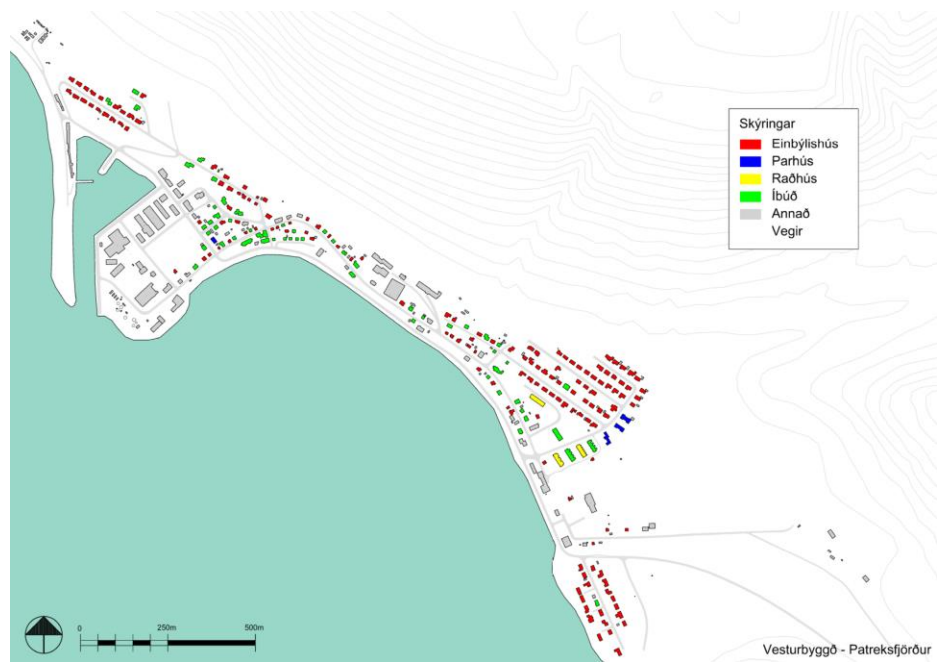 Skýringar
Einbýlishús
Parhús
Raðhús
Íbúð
Annað
Vegir
0 250m 500m
Vesturbyggð - Patreksfjörður